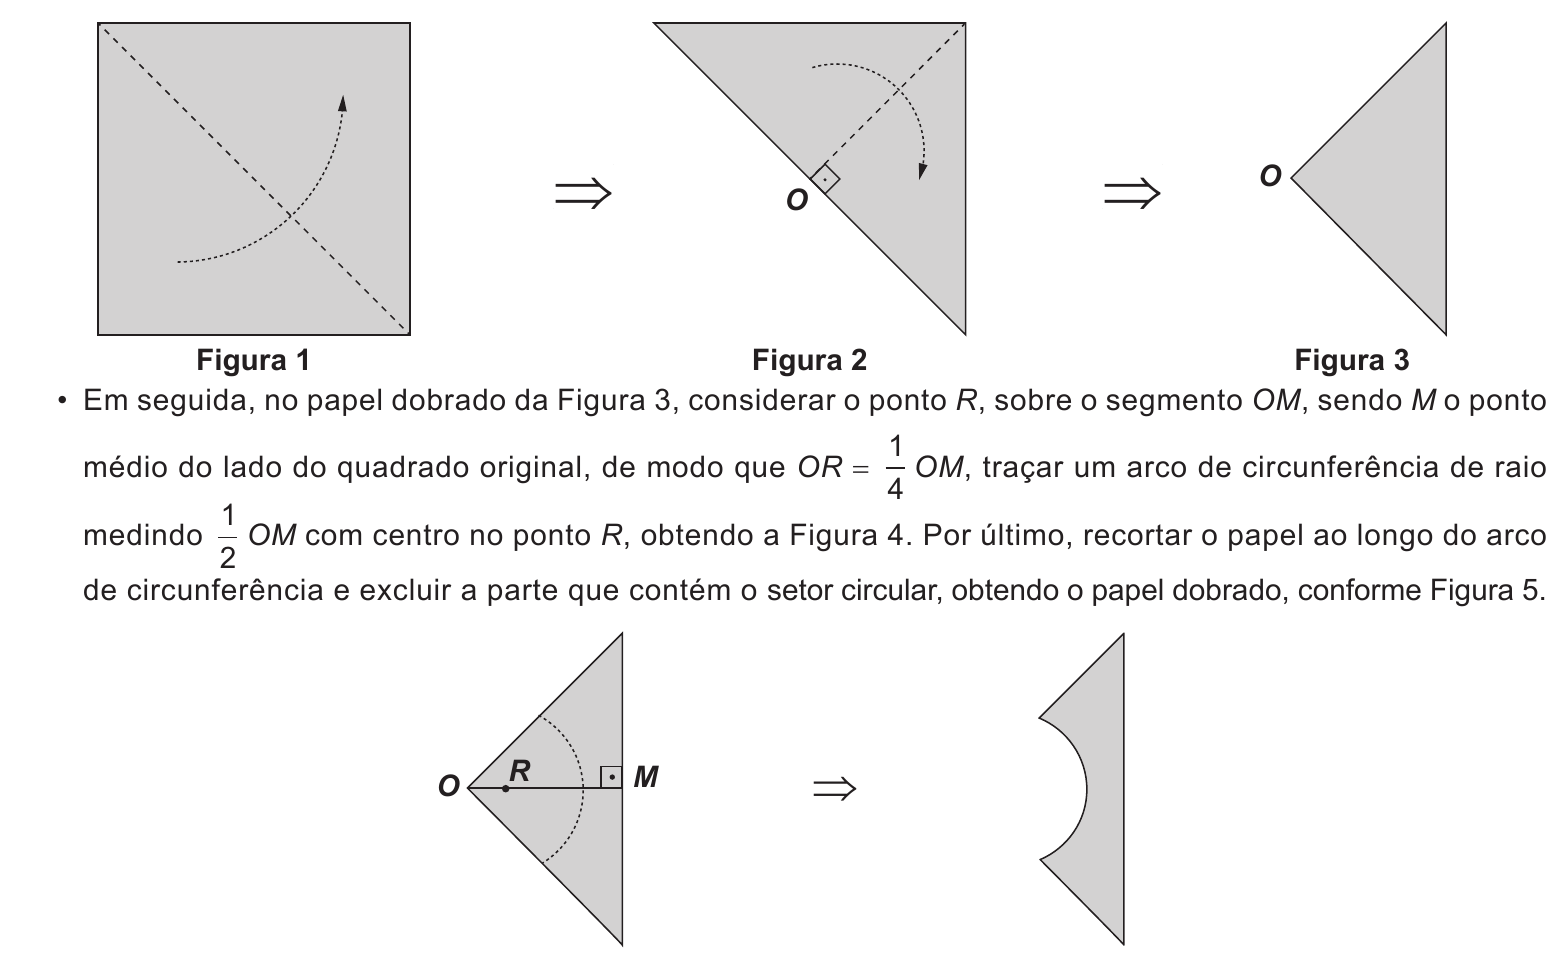 O
O
Figura 1
Figura 2
Figura 3
• Em seguida, no papel dobrado da Figura 3, considerar o ponto R, sobre o segmento OM, sendo M o ponto
médio do lado do quadrado original, de modo que OR = 1/4 OM, traçar um arco de circunferência de raio
medindo 1/2 OM com centro no ponto R, obtendo a Figura 4. Por último, recortar o papel ao longo do arco
de circunferência e excluir a parte que contém o setor circular, obtendo o papel dobrado, conforme Figura 5.
O
R
M